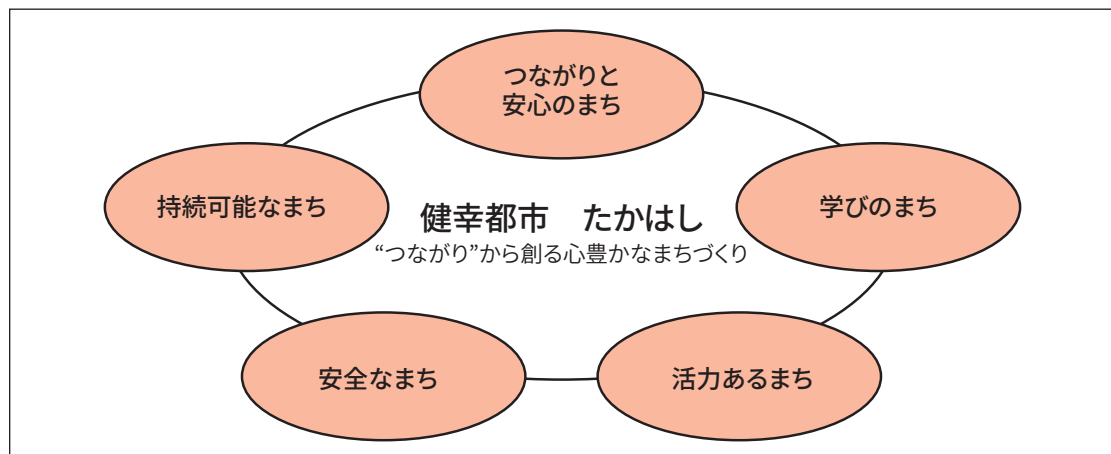 つながりと
安心のまち
持続可能なまち
学びのまち
健幸都市　たかはし
“つながり”から創る心豊かなまちづくり
安全なまち
活力あるまち